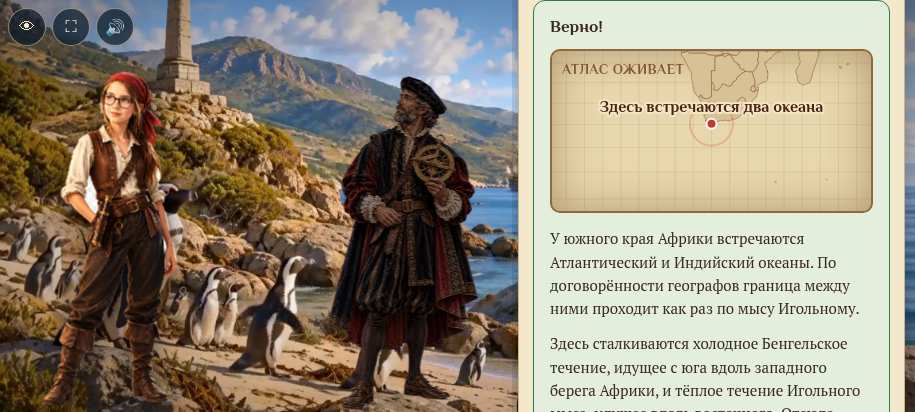 Верно!
АТЛАС ОЖИВАЕТ
Здесь встречаются два океана
У южного края Африки встречаются
Атлантический и Индийский океаны. По
договорённости географов граница между
ними проходит как раз по мысу Игольному.
Здесь сталкиваются холодное Бенгельское
течение, идущее с юга вдоль западного
берега Африки, и тёплое течение Игольного